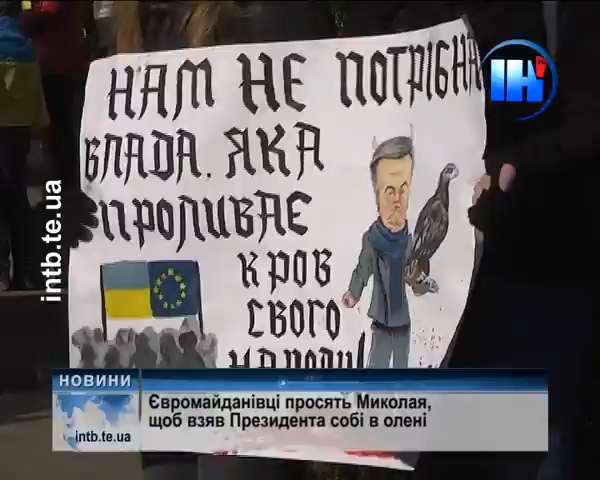 НАМ НЕ ПОТРІБНА
ВЛАДА, ЯКА
ПРОЛИВАЄ
КРОВ
СВОГО
НАРОДУ!
ІН
TV
intb.te.ua
НОВИНИ
Євромайданівці просять Миколая,
щоб взяв Президента собі в олені
intb.te.ua